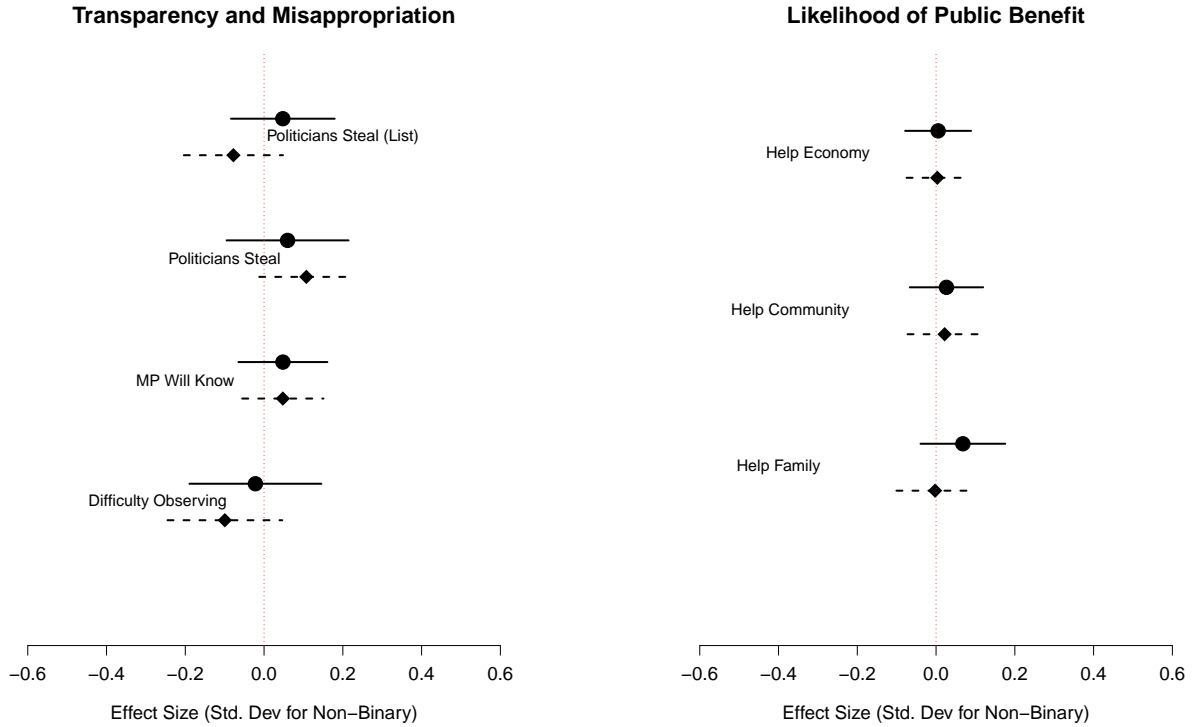 Transparency and Misappropriation
Politicians Steal (List)
Politicians Steal
MP Will Know
Difficulty Observing
−0.6 −0.4 −0.2 0.0 0.2 0.4 0.6
Effect Size (Std. Dev for Non−Binary)
Likelihood of Public Benefit
Help Economy
Help Community
Help Family
−0.6 −0.4 −0.2 0.0 0.2 0.4 0.6
Effect Size (Std. Dev for Non−Binary)